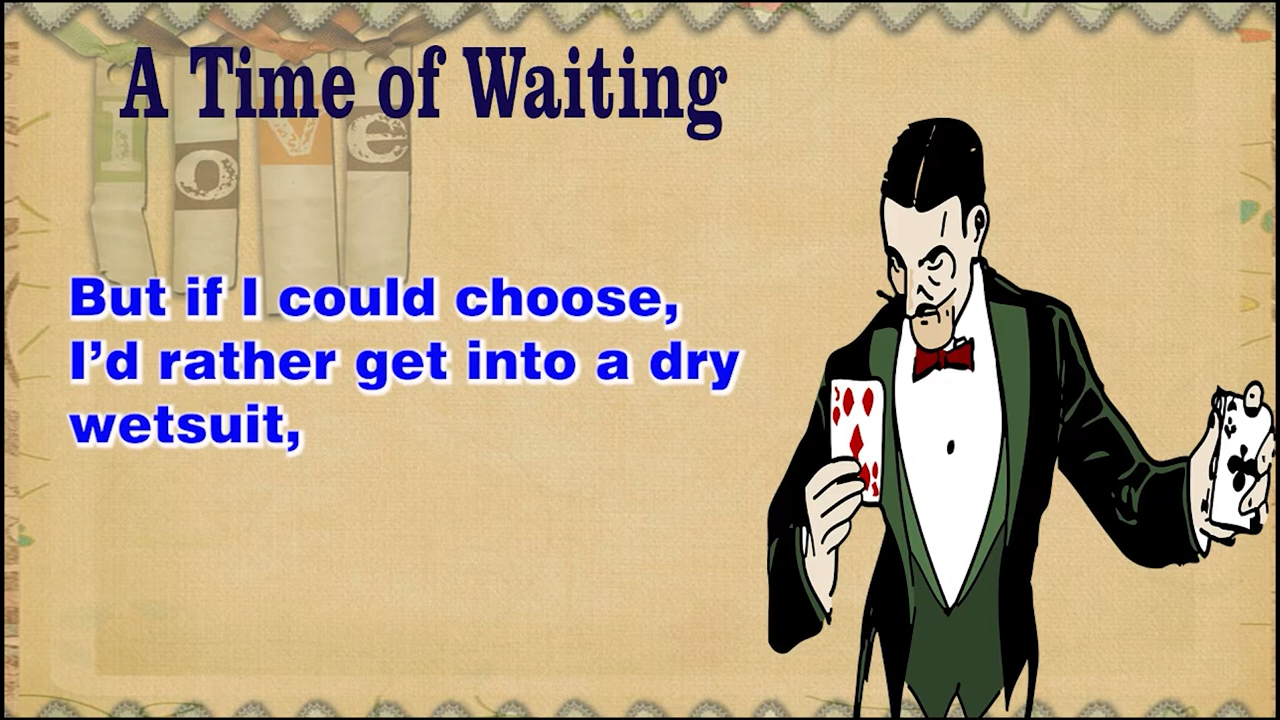 A Time of Waiting
love
But if I could choose,
I'd rather get into a dry
wetsuit,